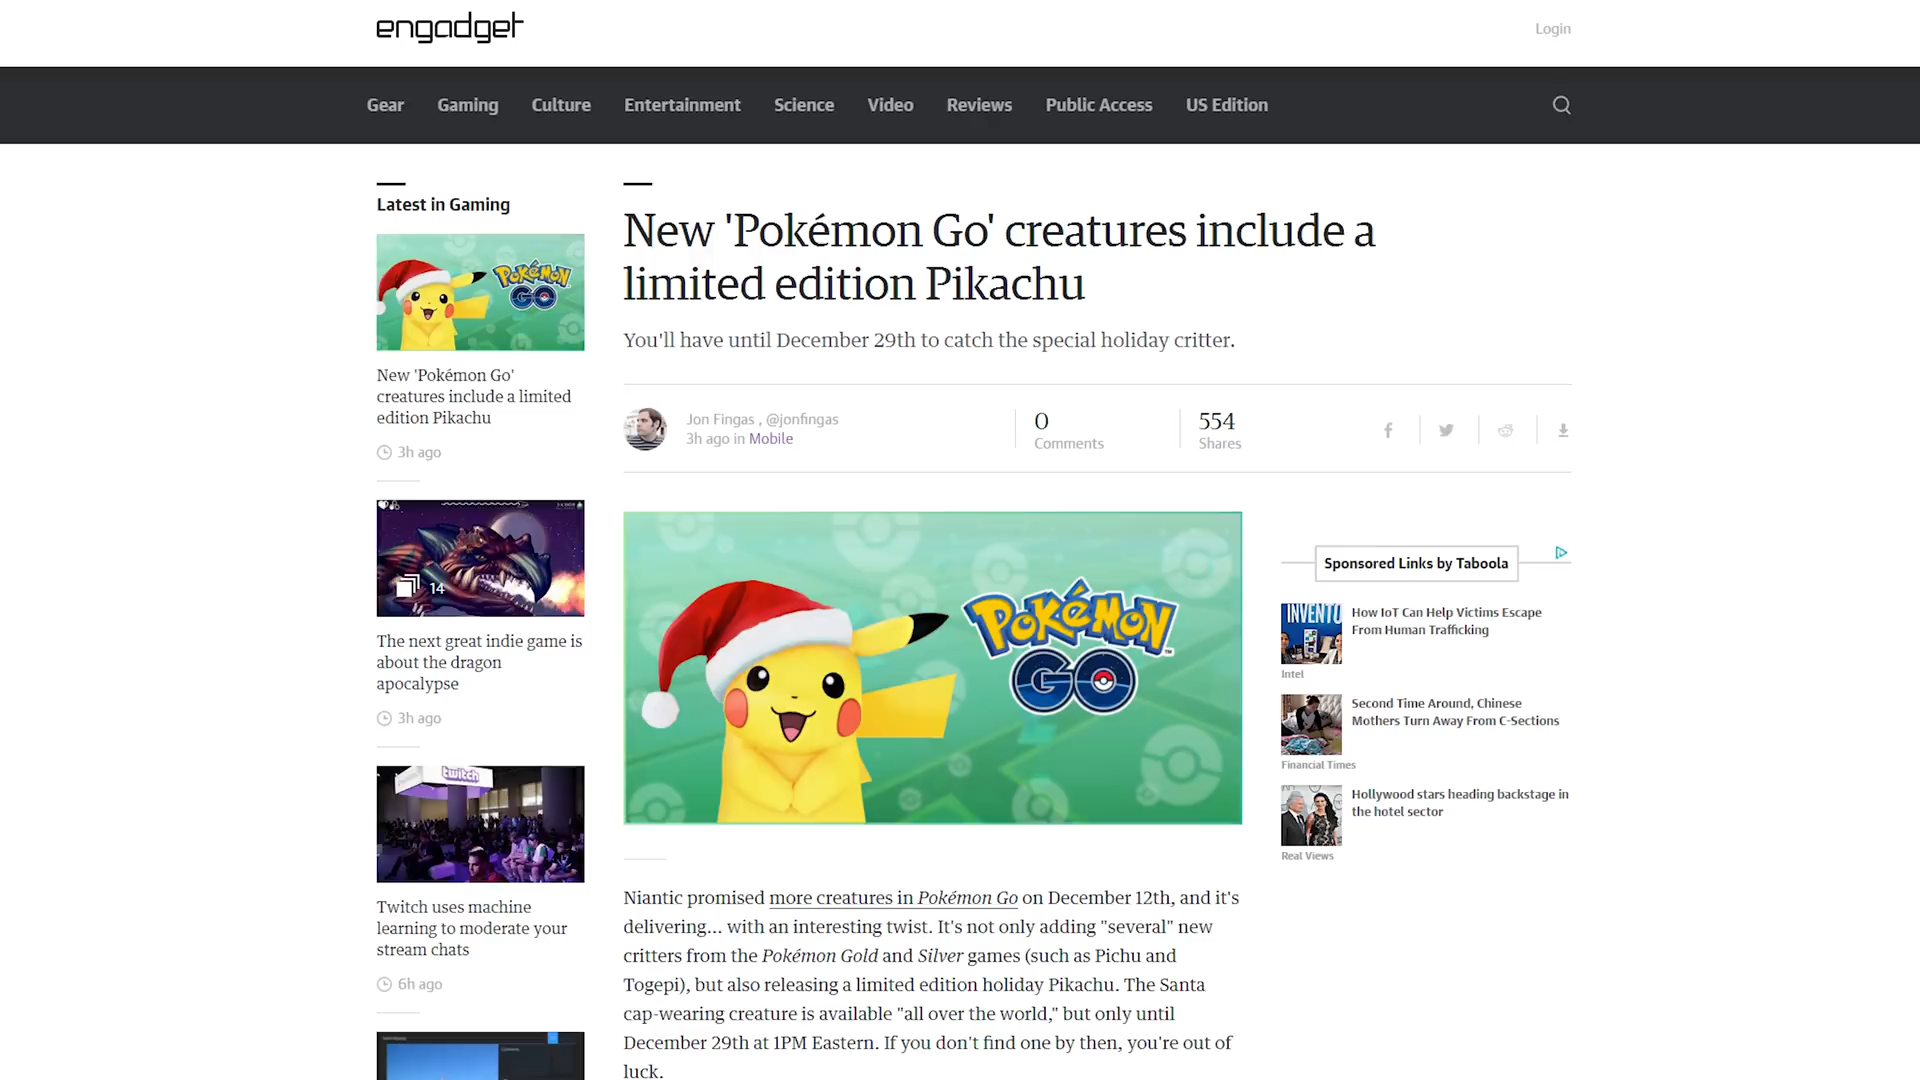 engadget
Login
Gear
Gaming
Culture
Entertainment
Science
Video
Reviews
Public Access
US Edition
Latest in Gaming
POKÉMON
GO
New 'Pokémon Go'
creatures include a limited
edition Pikachu
3h ago
14
The next great indie game is
about the dragon
apocalypse
3h ago
twitch
Twitch uses machine
learning to moderate your
stream chats
6h ago
New 'Pokémon Go' creatures include a
limited edition Pikachu
You'll have until December 29th to catch the special holiday critter.
Jon Fingas , @jonfingas
3h ago in Mobile
0
Comments
554
Shares
POKÉMON
GO
TM
Niantic promised more creatures in Pokémon Go on December 12th, and it's
delivering... with an interesting twist. It's not only adding "several" new
critters from the Pokémon Gold and Silver games (such as Pichu and
Togepi), but also releasing a limited edition holiday Pikachu. The Santa
cap-wearing creature is available "all over the world," but only until
December 29th at 1PM Eastern. If you don't find one by then, you're out of
luck.
Sponsored Links by Taboola
INVENTO
How IoT Can Help Victims Escape
From Human Trafficking
Intel
Second Time Around, Chinese
Mothers Turn Away From C-Sections
Financial Times
Hollywood stars heading backstage in
the hotel sector
Real Views